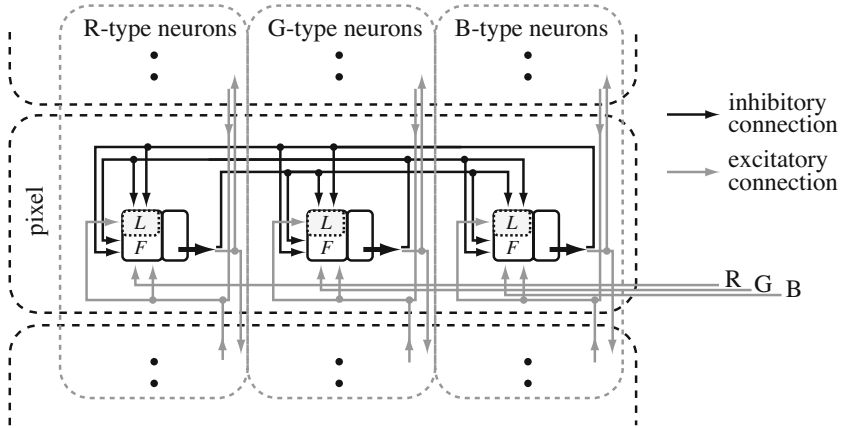 R-type neurons
G-type neurons
B-type neurons
inhibitory
connection
excitatory
connection
pixel
L
F
L
F
L
F
R
G
B